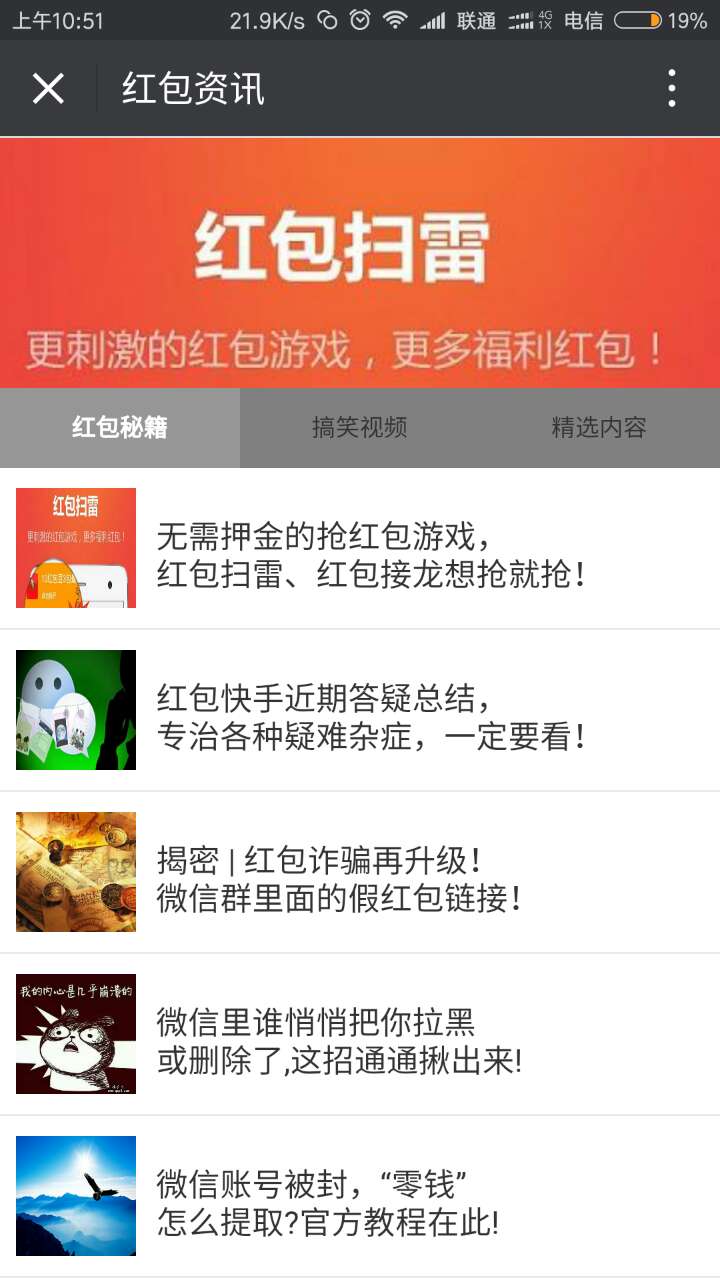 上午10:51
21.9K/s
联通
4G
1X
电信
19%
红包资讯
红包扫雷
更刺激的红包游戏，更多福利红包！
红包秘籍
搞笑视频
精选内容
红包扫雷
更刺激的红包游戏，更多福利红包！
无需押金的抢红包游戏，
红包扫雷、红包接龙想抢就抢！
红包快手近期答疑总结，
专治各种疑难杂症，一定要看！
揭密 | 红包诈骗再升级！
微信群里面的假红包链接！
我的内心是几乎崩溃的
微信里谁悄悄把你拉黑
或删除了,这招通通揪出来!
微信账号被封，“零钱”
怎么提取?官方教程在此!